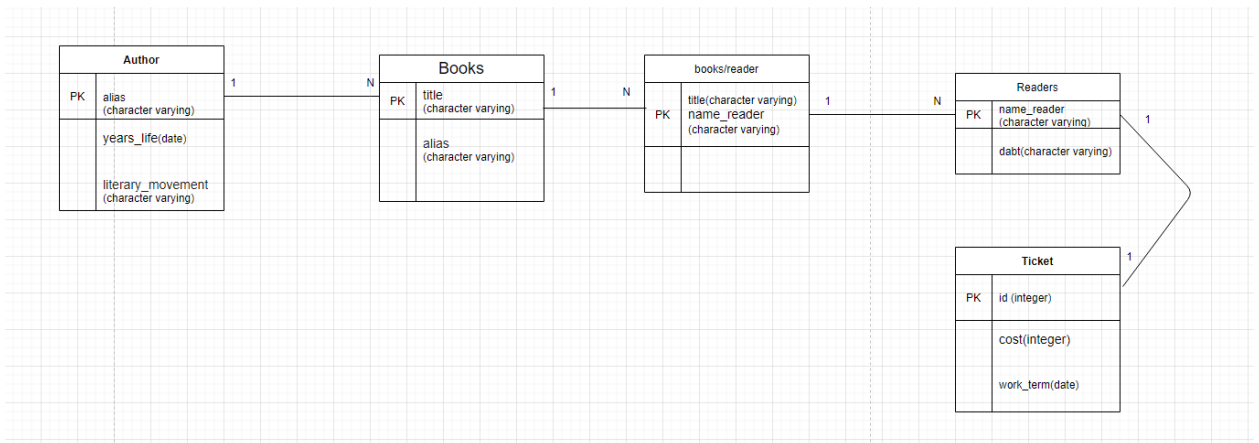 Author
PK
alias
(character varying)
years_life(date)
literary_movement
(character varying)
1
N
Books
PK
title
(character varying)
alias
(character varying)
1
N
books/reader
PK
title(character varying)
name_reader
(character varying)
1
N
Readers
PK
name_reader
(character varying)
dabt(character varying)
1
1
Ticket
PK
id (integer)
cost(integer)
work_term(date)